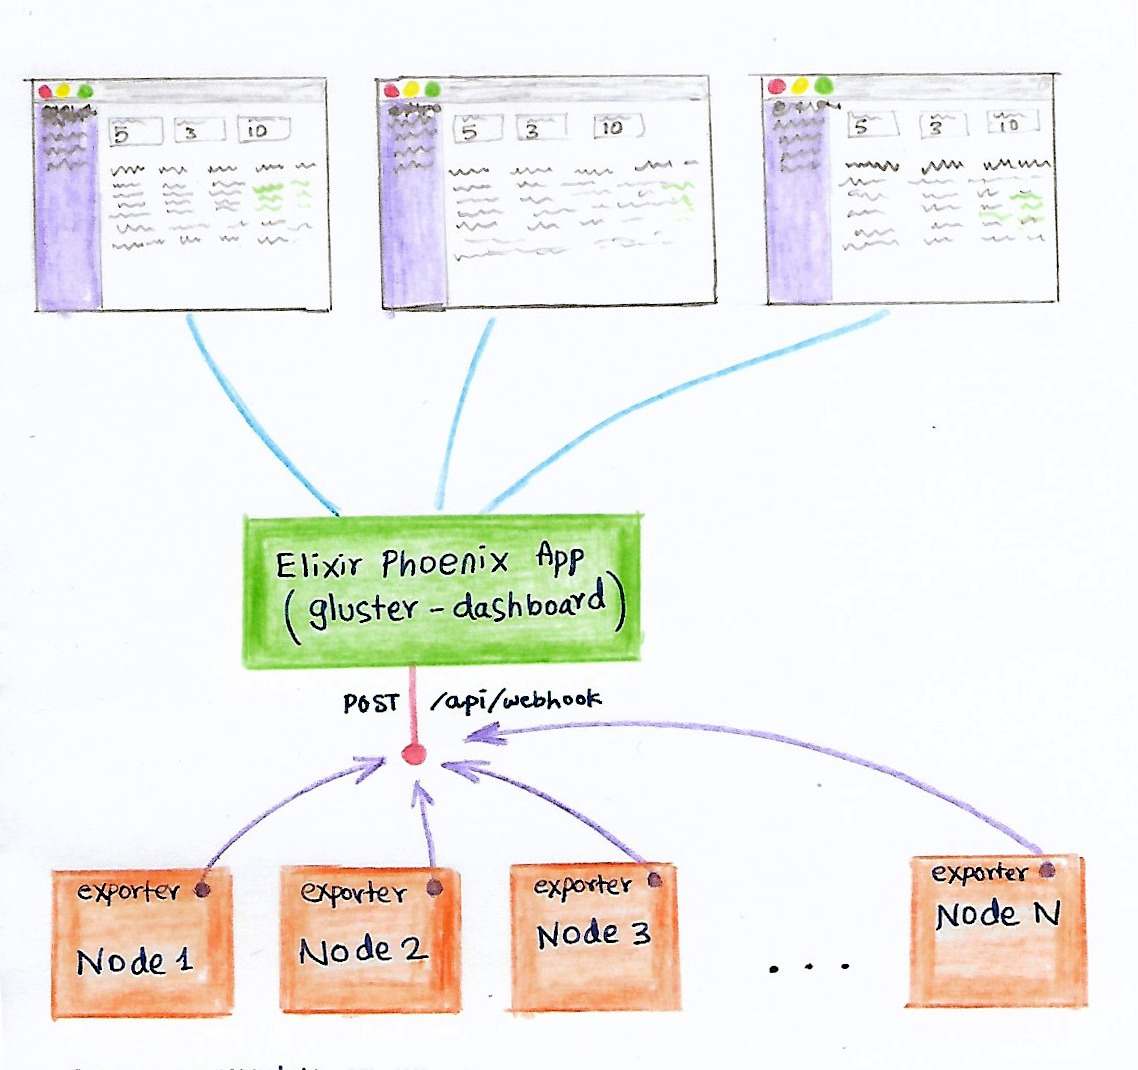 5 3 10
5 3 10
5 3 10
Elixir Phoenix App
(gluster-dashboard)
POST /api/webhook
exporter
Node 1
exporter
Node 2
exporter
Node 3
...
exporter
Node N